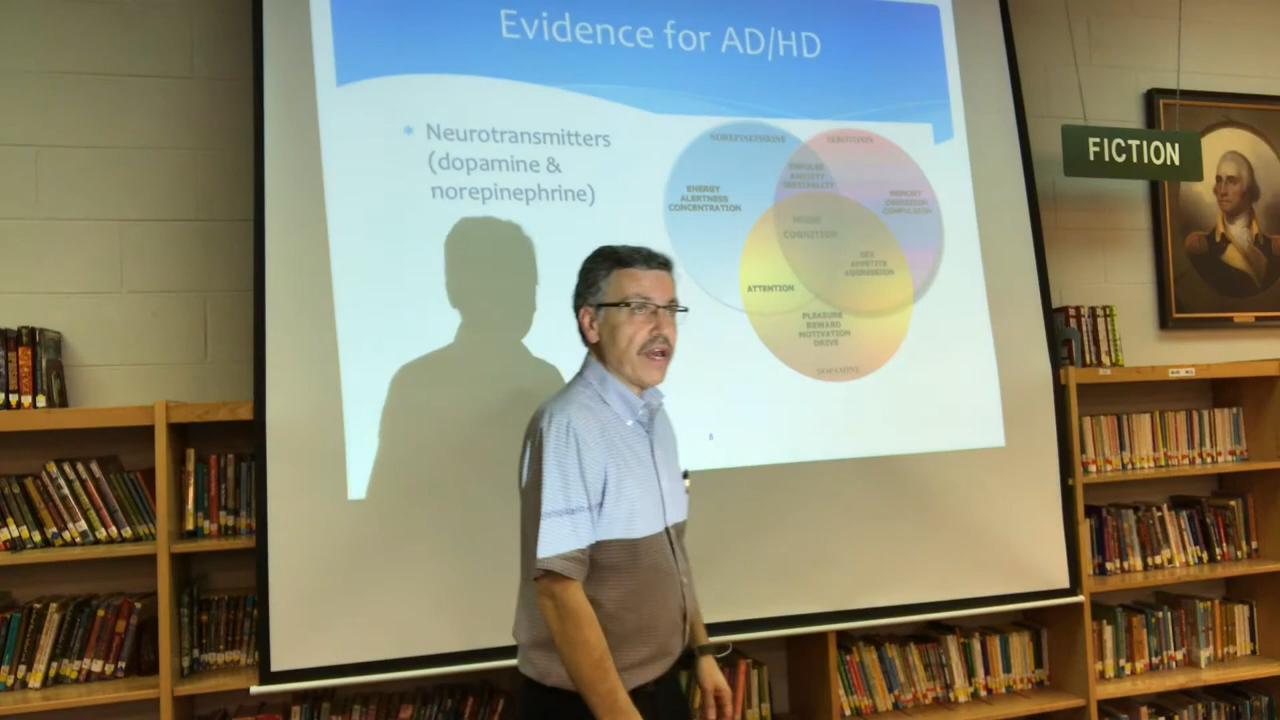 Evidence for AD/HD
* Neurotransmitters
(dopamine &
norepinephrine)
NOREPINEPHRINE
SEROTONIN
ENERGY
ALERTNESS
CONCENTRATION
IMPULSE
ANXIETY
IRRITABILITY
MEMORY
OBSESSION
COMPULSION
MOOD
COGNITION
SEX
APPETITE
AGGRESSION
ATTENTION
PLEASURE
REWARD
MOTIVATION
DRIVE
DOPAMINE
8
FICTION